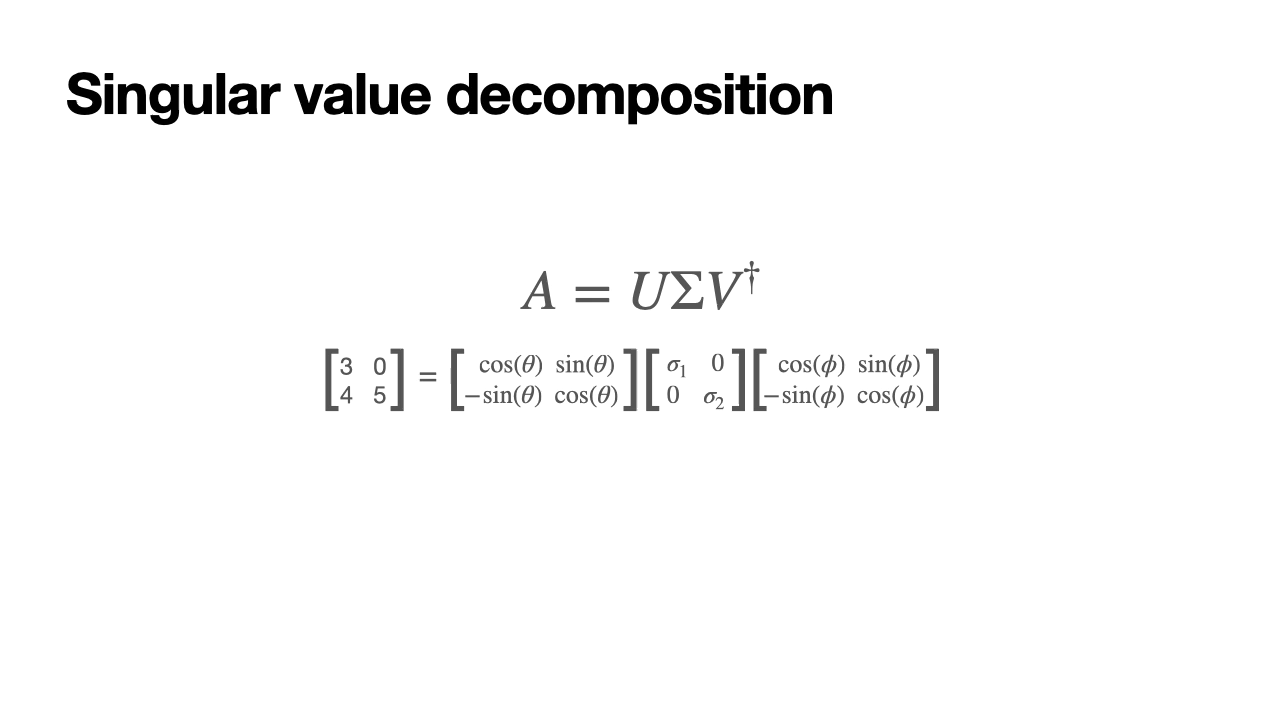 Singular value decomposition
A = UΣV†
[3 0 4 5] = [cos(θ) sin(θ) −sin(θ) cos(θ)] [σ₁ 0 0 σ₂] [cos(ϕ) sin(ϕ) −sin(ϕ) cos(ϕ)]